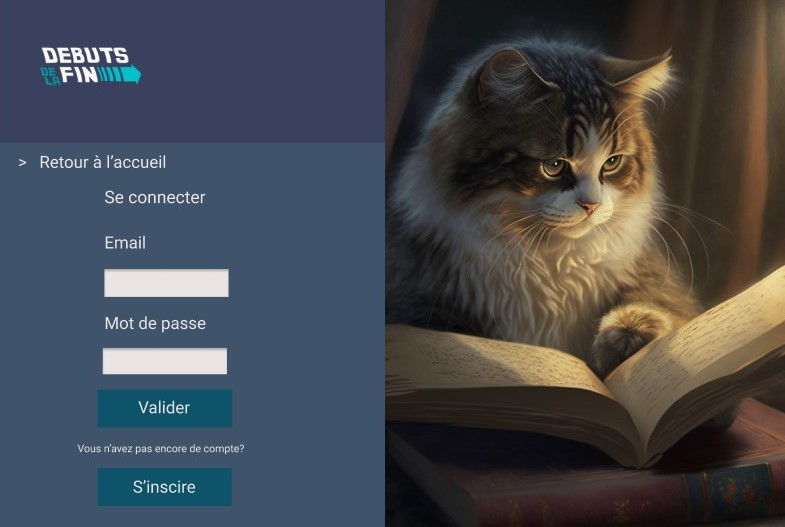 DEBUTS
DE LA FIN
> Retour à l’accueil
Se connecter
Email
Mot de passe
Valider
Vous n’avez pas encore de compte?
S’inscire